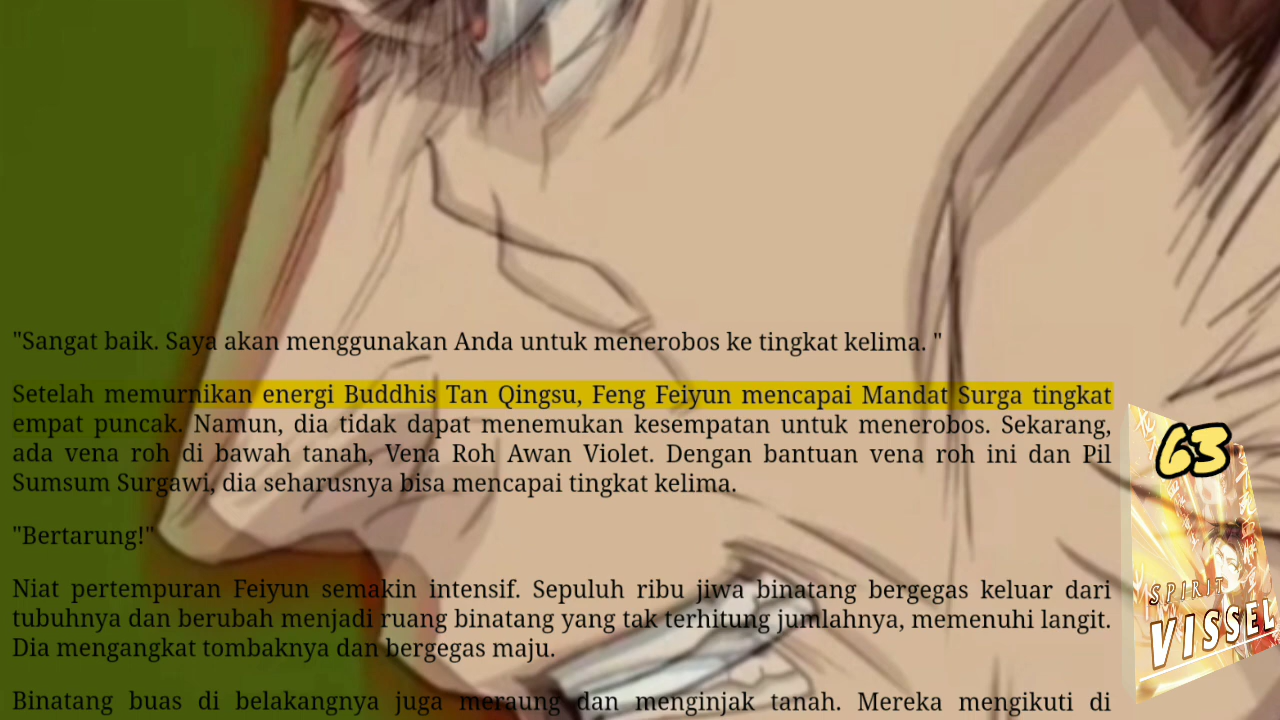 "Sangat baik. Saya akan menggunakan Anda untuk menerobos ke tingkat kelima. "
Setelah memurnikan energi Buddhis Tan Qingsu, Feng Feiyun mencapai Mandat Surga tingkat
empat puncak. Namun, dia tidak dapat menemukan kesempatan untuk menerobos. Sekarang,
ada vena roh di bawah tanah, Vena Roh Awan Violet. Dengan bantuan vena roh ini dan Pil
Sumsum Surgawi, dia seharusnya bisa mencapai tingkat kelima.
"Bertarung!"
Niat pertempuran Feiyun semakin intensif. Sepuluh ribu jiwa binatang bergegas keluar dari
tubuhnya dan berubah menjadi ruang binatang yang tak terhitung jumlahnya, memenuhi langit.
Dia mengangkat tombaknya dan bergegas maju.
Binatang buas di belakangnya juga meraung dan menginjak tanah. Mereka mengikuti di
63
SPIRIT
VISSEL